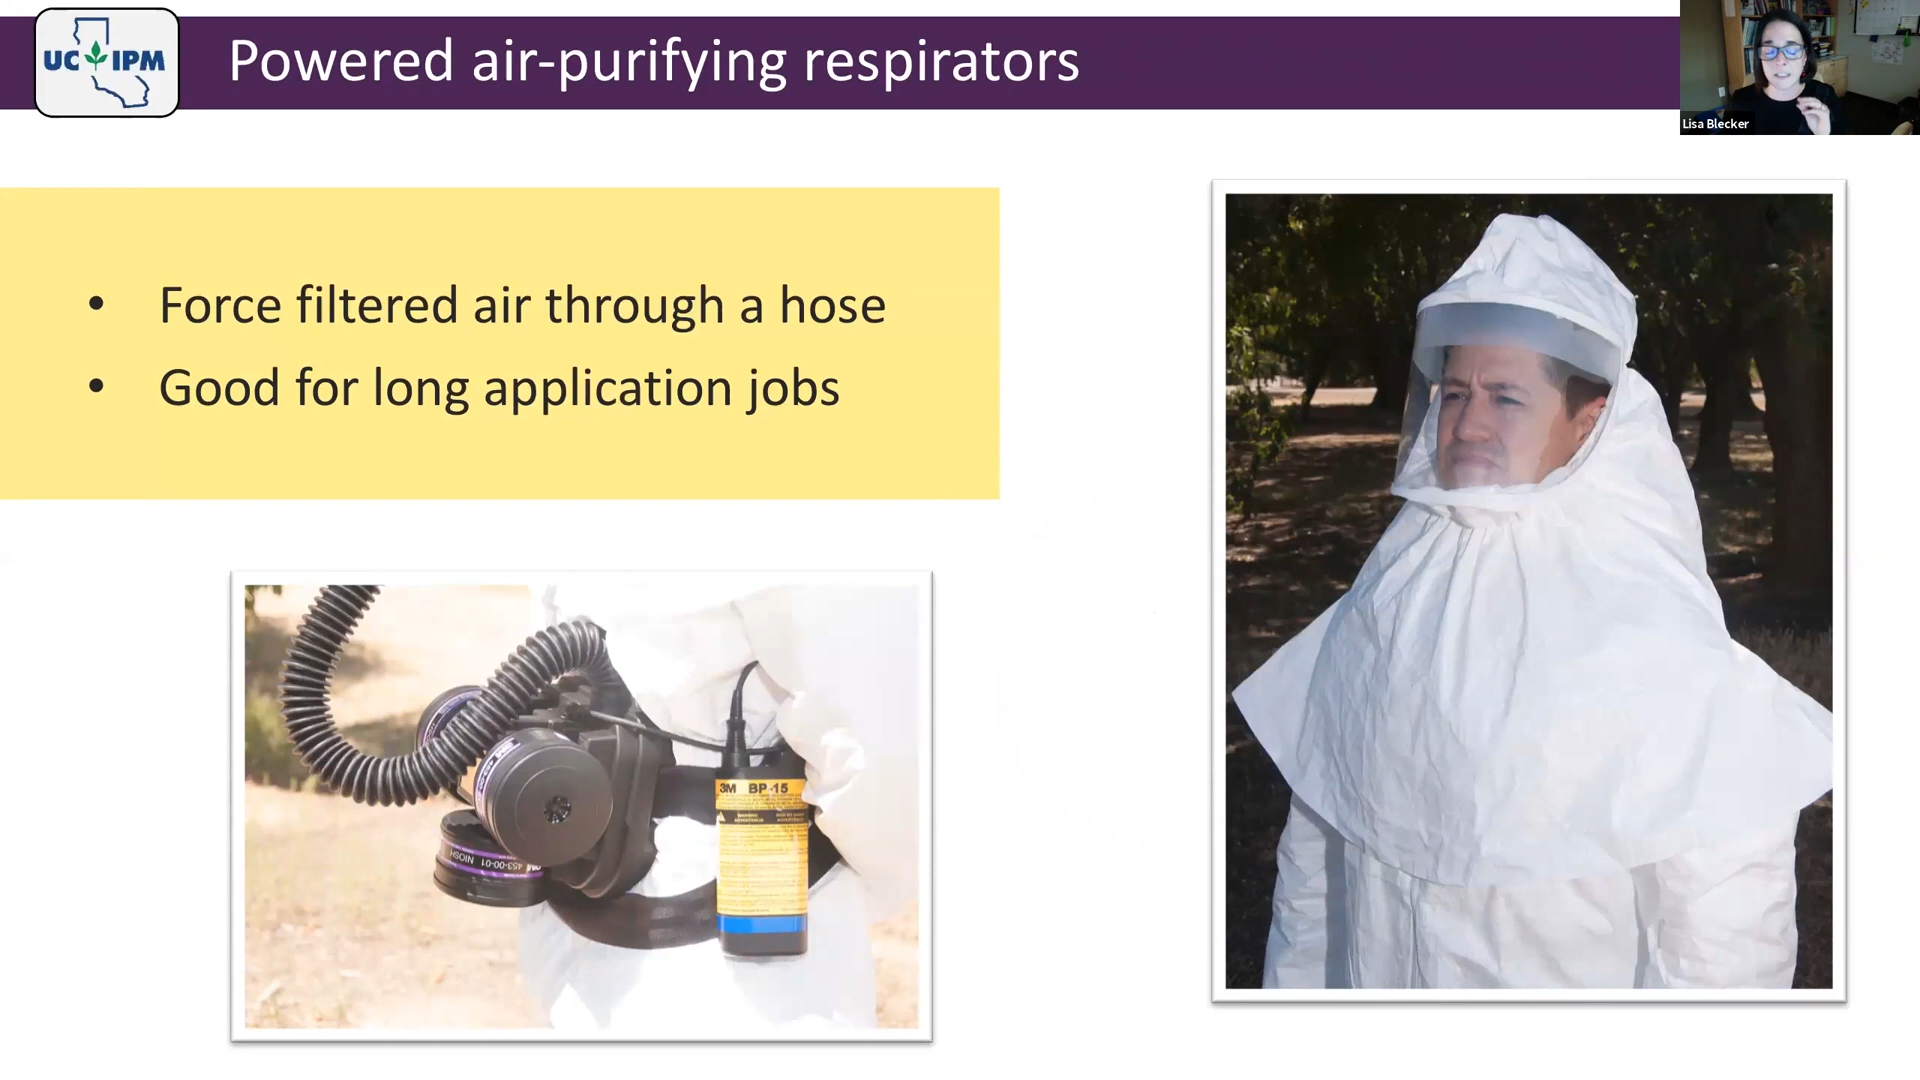 UC IPM
Powered air-purifying respirators
Lisa Blecker
• Force filtered air through a hose
• Good for long application jobs
3M BP-15
WARNING
453-00-01 NIOSH